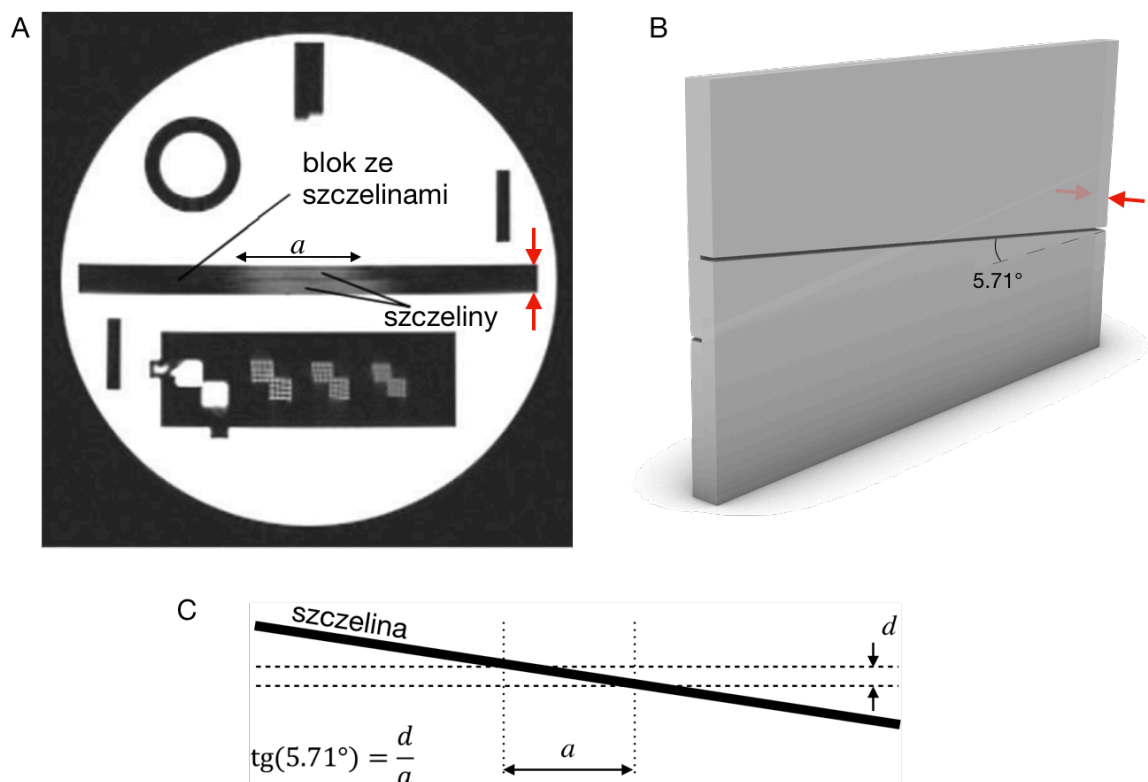 A
B
blok ze
szczelinami
a
szczeliny
5.71°
C
szczelina
d
tg(5.71°) = d/a
a